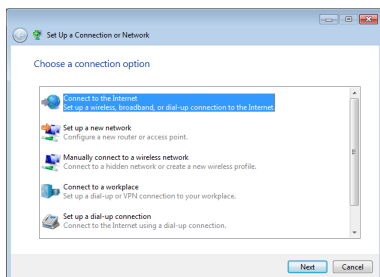 Set Up a Connection or Network
Choose a connection option
Connect to the Internet
Set up a wireless, broadband, or dial-up connection to the Internet.
Set up a new network
Configure a new router or access point.
Manually connect to a wireless network
Connect to a hidden network or create a new wireless profile.
Connect to a workplace
Set up a dial-up or VPN connection to your workplace.
Set up a dial-up connection
Connect to the Internet using a dial-up connection.
Next
Cancel